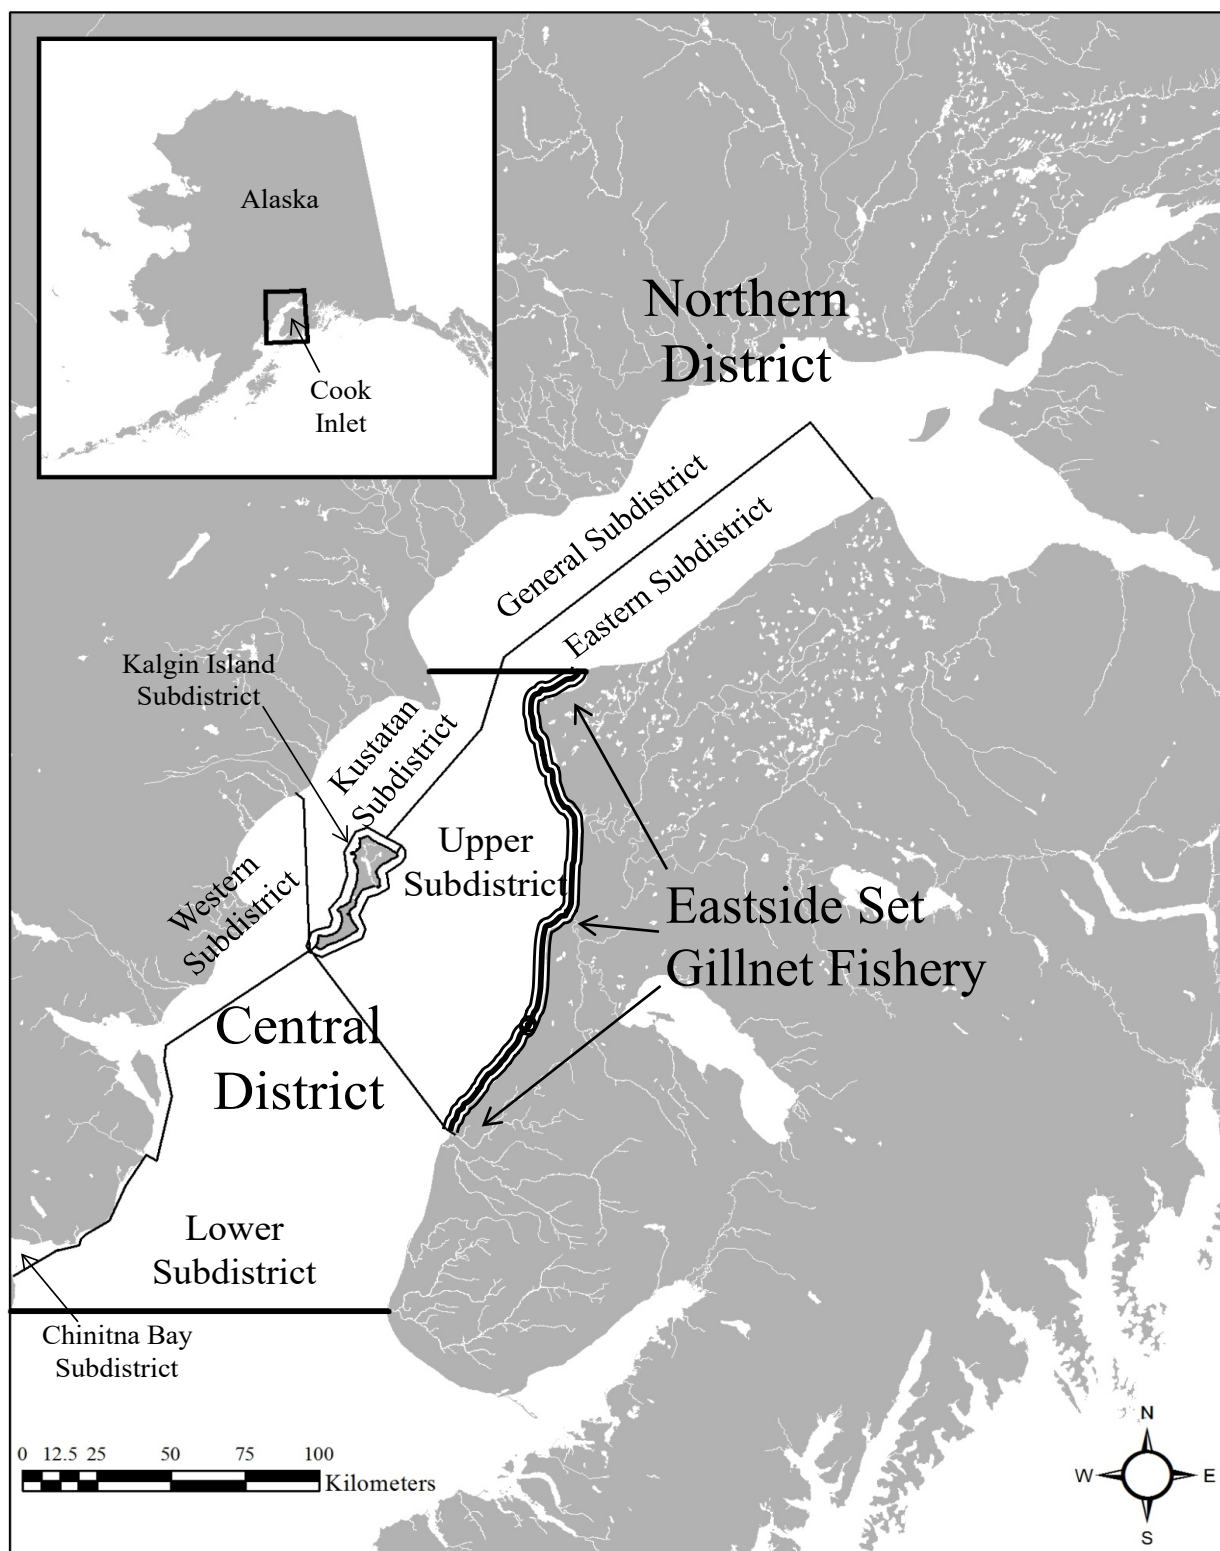 Alaska
Cook
Inlet
Northern
District
General Subdistrict
Eastern Subdistrict
Kalgin Island
Subdistrict
Kustatan
Subdistrict
Western
Subdistrict
Upper
Subdistrict
Eastside Set
Gillnet Fishery
Central
District
Lower
Subdistrict
Chinitna Bay
Subdistrict
0 12.5 25 50 75 100
Kilometers
N
W E
S